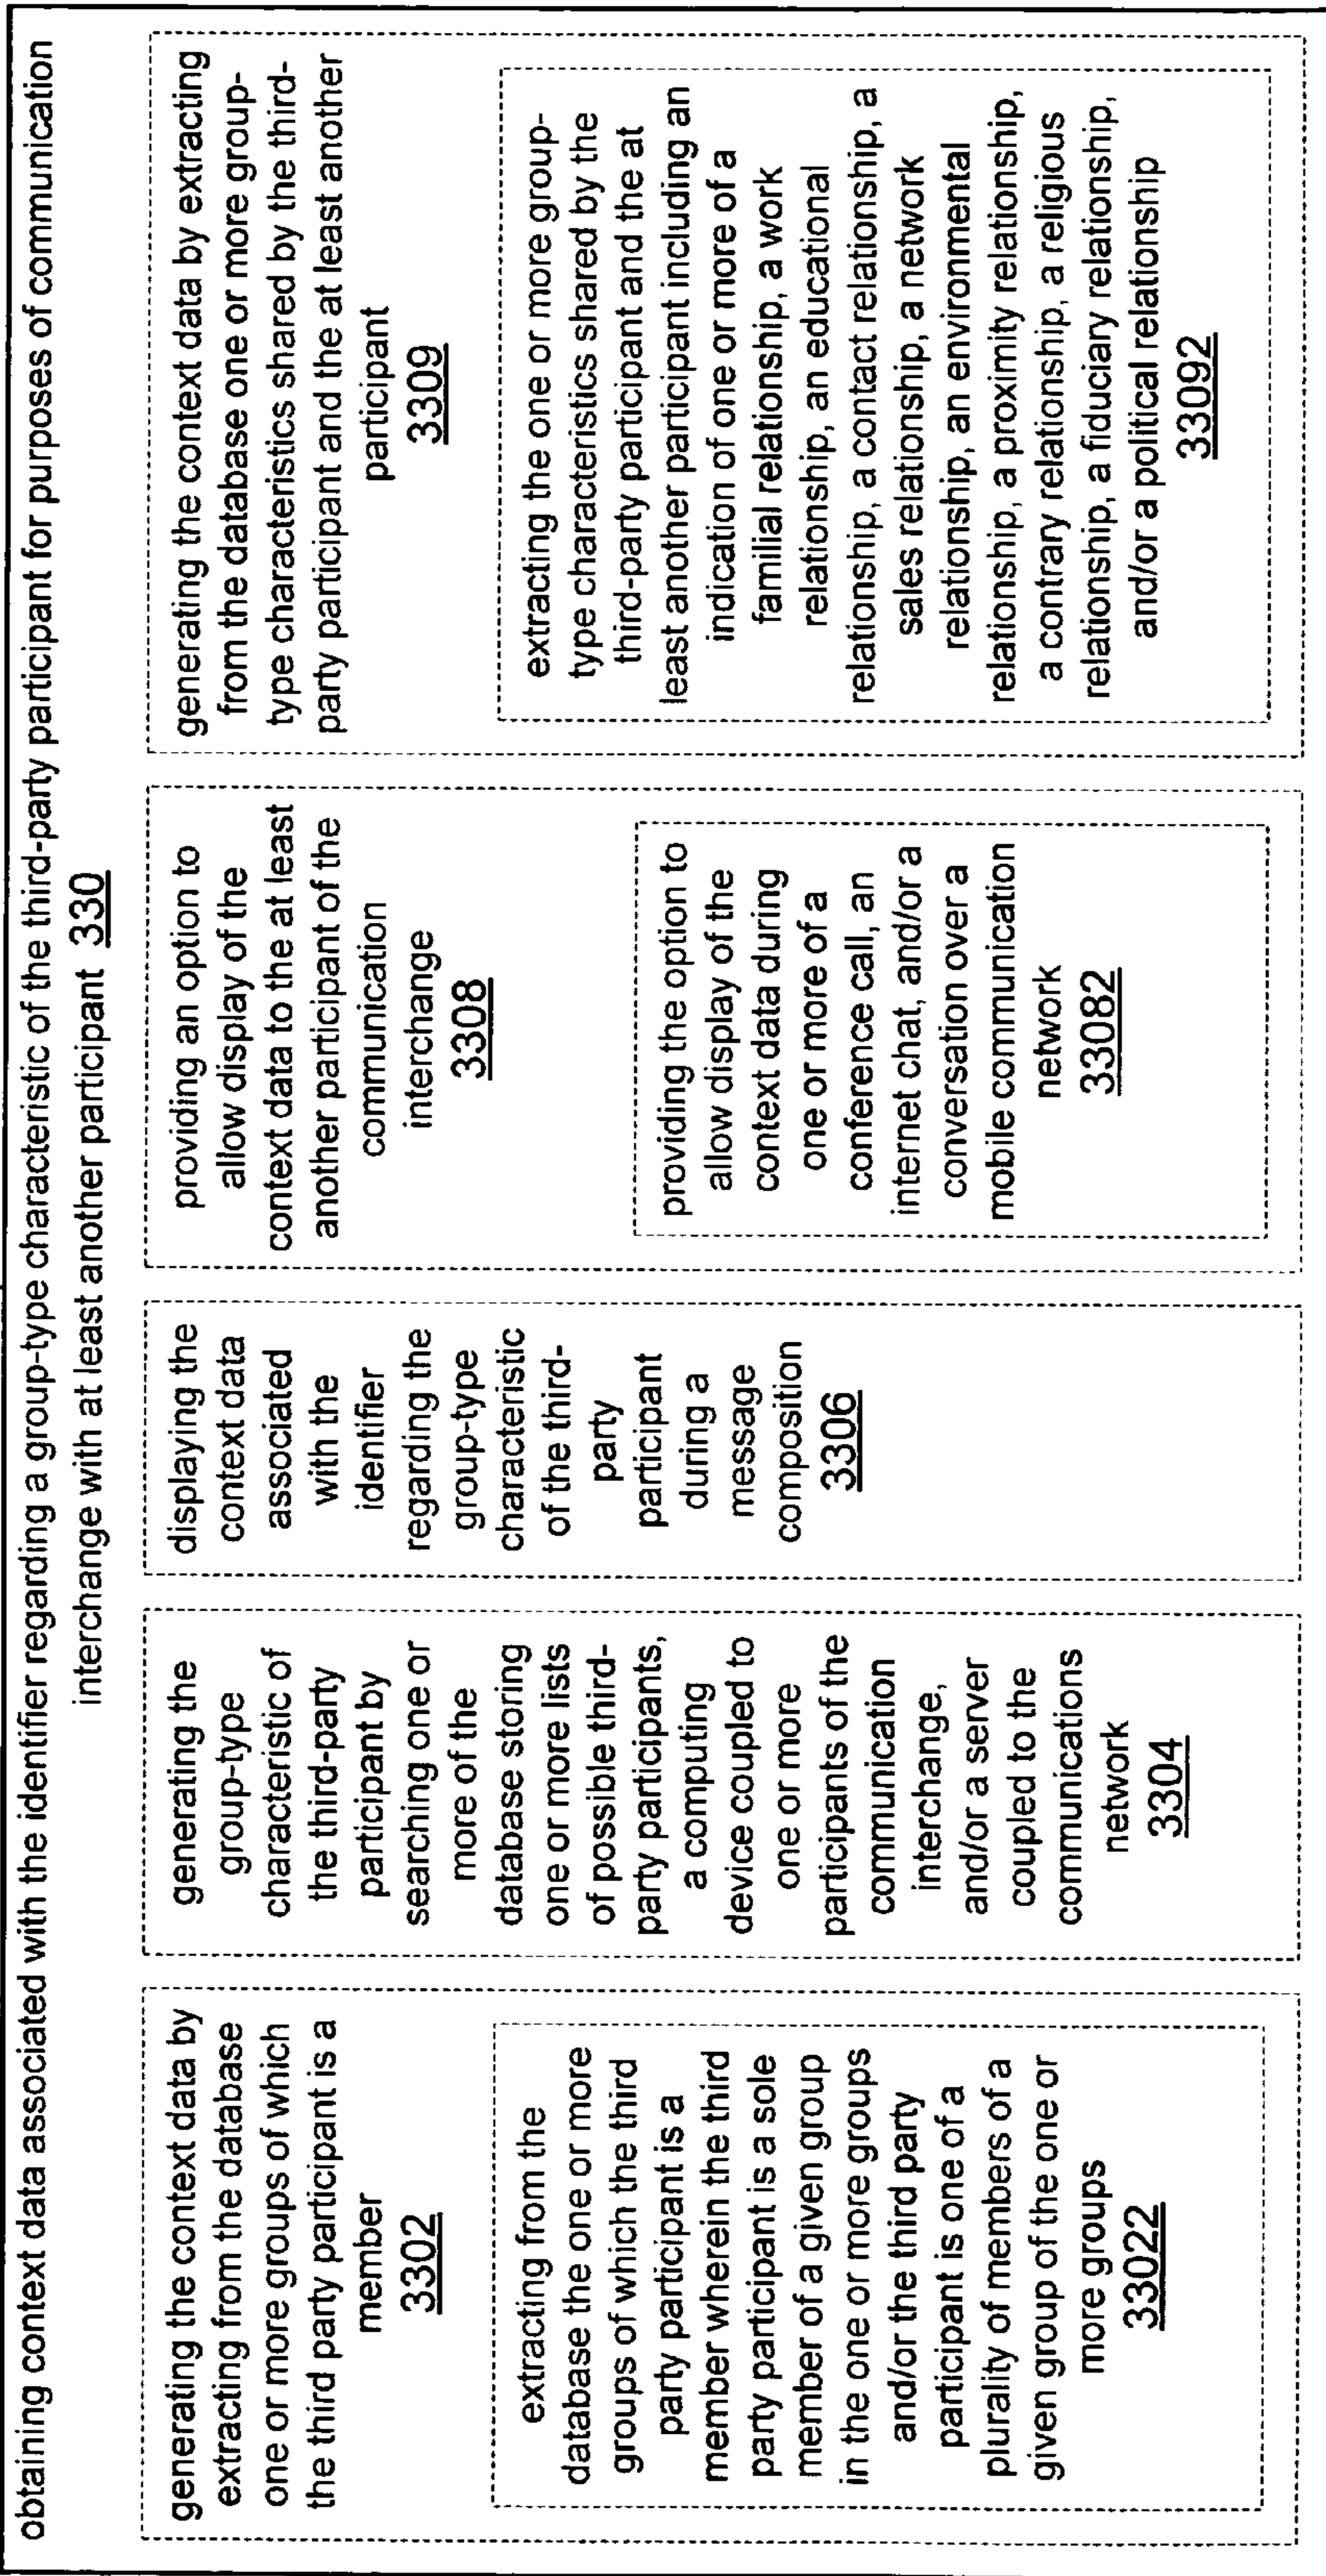 obtaining context data associated with the identifier regarding a group-type characteristic of the third-party participant for purposes of communication
interchange with at least another participant 330
generating the context data by
extracting from the database
one or more groups of which
the third party participant is a
member
3302
extracting from the
database the one or more
groups of which the third
party participant is a
member wherein the third
party participant is a sole
member of a given group
in the one or more groups
and/or the third party
participant is one of a
plurality of members of a
given group of the one or
more groups
33022
generating the
group-type
characteristic of
the third-party
participant by
searching one or
more of the
database storing
one or more lists
of possible third-
party participants,
a computing
device coupled to
one or more
participants of the
communication
interchange,
and/or a server
coupled to the
communications
network
3304
displaying the
context data
associated
with the
identifier
regarding the
group-type
characteristic
of the third-
party
participant
during a
message
composition
3306
providing an option to
allow display of the
context data to the at least
another participant of the
communication
interchange
3308
providing the option to
allow display of the
context data during
one or more of a
conference call, an
internet chat, and/or a
conversation over a
mobile communication
network
33082
generating the context data by extracting
from the database one or more group-
type characteristics shared by the third-
party participant and the at least another
participant
3309
extracting the one or more group-
type characteristics shared by the
third-party participant and the at
least another participant including an
indication of one or more of a
familial relationship, a work
relationship, an educational
relationship, a contact relationship, a
sales relationship, a network
relationship, an environmental
relationship, a proximity relationship,
a contrary relationship, a religious
relationship, a fiduciary relationship,
and/or a political relationship
33092